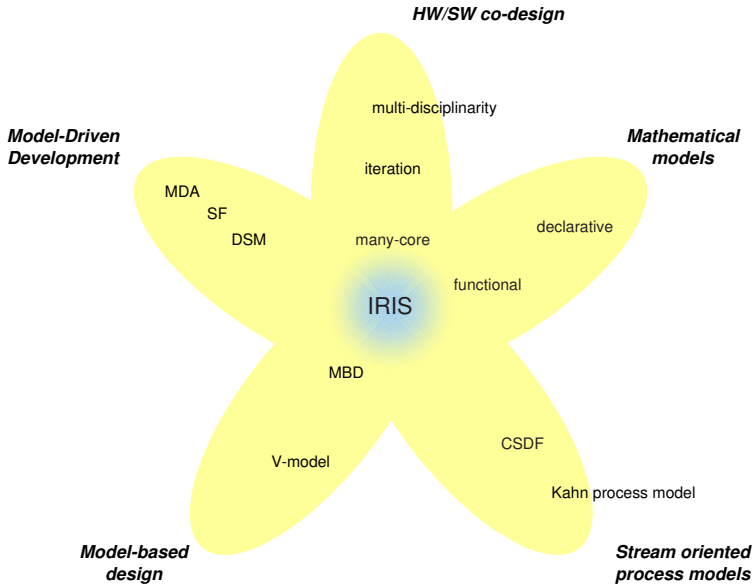 HW/SW co-design
multi-disciplinarity
Model-Driven
Development
Mathematical
models
iteration
MDA
SF
DSM
many-core
declarative
functional
IRIS
MBD
CSDF
V-model
Kahn process model
Model-based
design
Stream oriented
process models